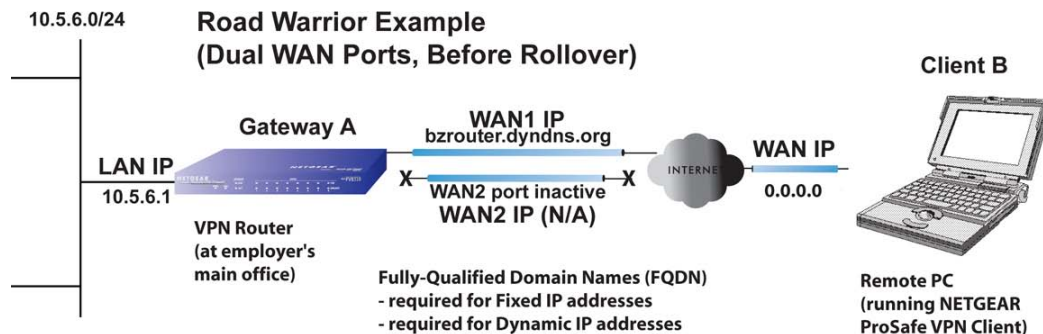 10.5.6.0/24
Road Warrior Example
(Dual WAN Ports, Before Rollover)
Client B
Gateway A
WAN1 IP
bzrouter.dyndns.org
LAN IP
10.5.6.1
NETGEAR
INTERNET
WAN IP
0.0.0.0
X
X
WAN2 port inactive
WAN2 IP (N/A)
VPN Router
(at employer's
main office)
Fully-Qualified Domain Names (FQDN)
- required for Fixed IP addresses
- required for Dynamic IP addresses
Remote PC
(running NETGEAR
ProSafe VPN Client)